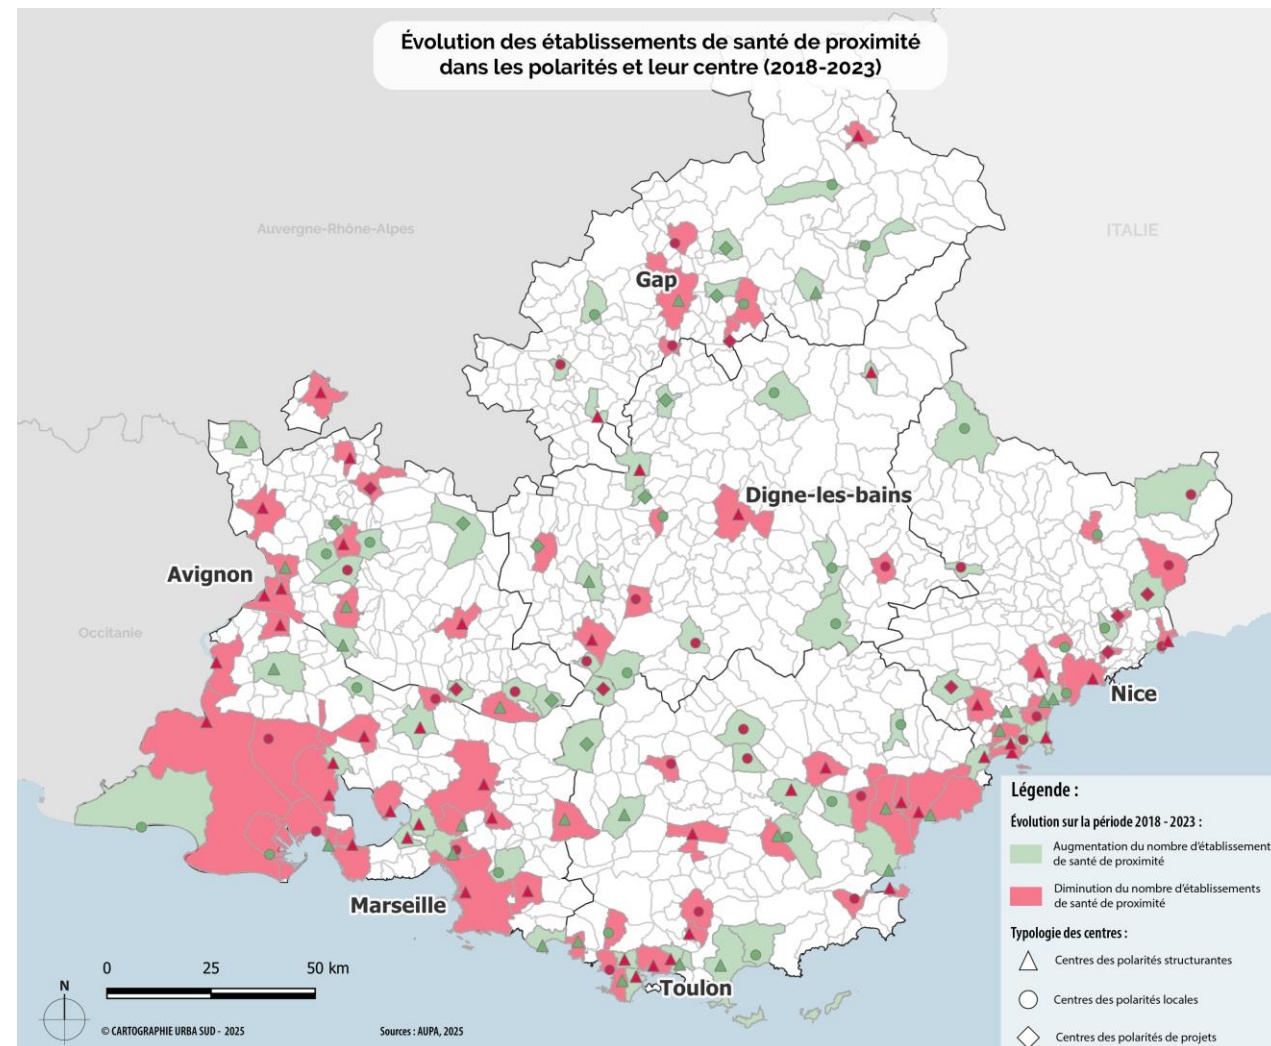 Évolution des établissements de santé de proximité
dans les polarités et leur centre (2018-2023)
Auvergne-Rhône-Alpes
ITALIE
Gap
Digne-les-bains
Avignon
Occitanie
Nice
Marseille
Toulon
Légende :
Évolution sur la période 2018 - 2023 :
Augmentation du nombre d'établissement
de santé de proximité
Diminution du nombre d'établissements
de santé de proximité
Typologie des centres :
Centres des polarités structurantes
Centres des polarités locales
Centres des polarités de projets
0 25 50 km
N
© CARTOGRAPHIE URBA SUD - 2025
Sources : AUPA, 2025